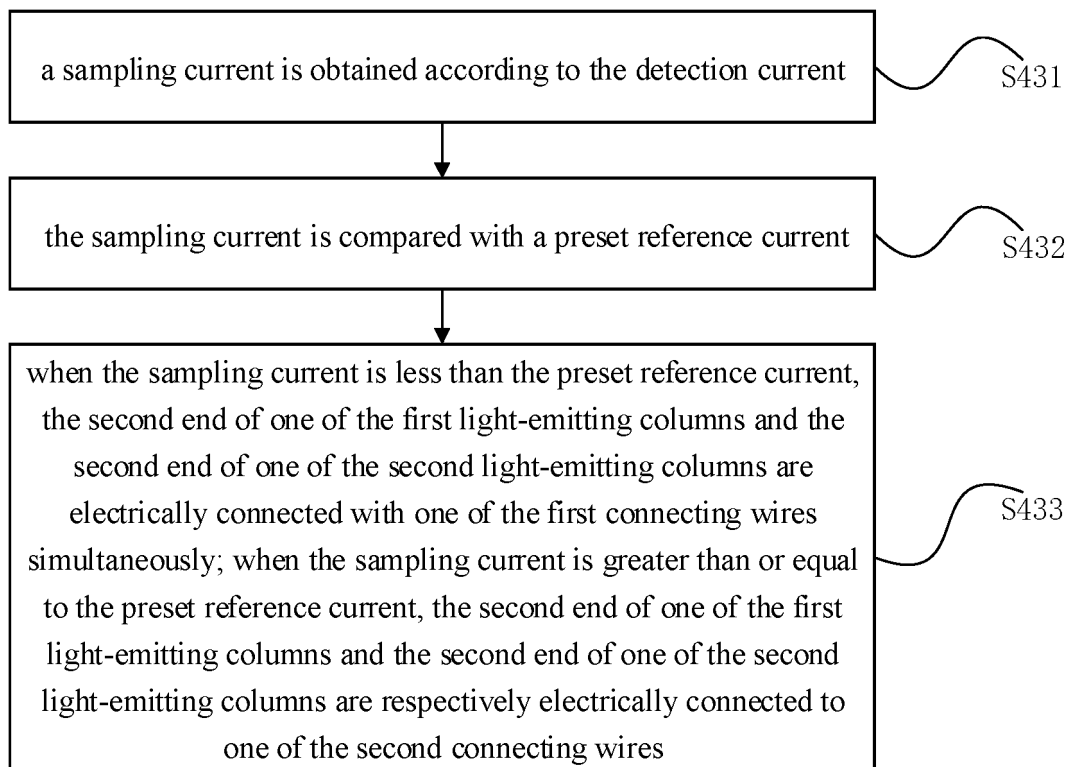 a sampling current is obtained according to the detection current
S431
the sampling current is compared with a preset reference current
S432
when the sampling current is less than the preset reference current,
the second end of one of the first light-emitting columns and the
second end of one of the second light-emitting columns are
electrically connected with one of the first connecting wires
simultaneously; when the sampling current is greater than or equal
to the preset reference current, the second end of one of the first
light-emitting columns and the second end of one of the second
light-emitting columns are respectively electrically connected to
one of the second connecting wires
S433